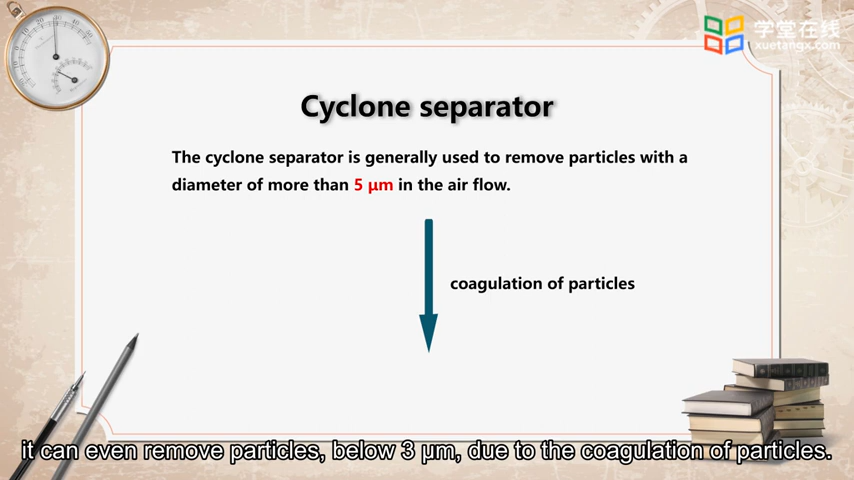 学堂在线
xuetangx.com
Cyclone separator
The cyclone separator is generally used to remove particles with a
diameter of more than 5 μm in the air flow.
coagulation of particles
it can even remove particles, below 3 μm, due to the coagulation of particles.